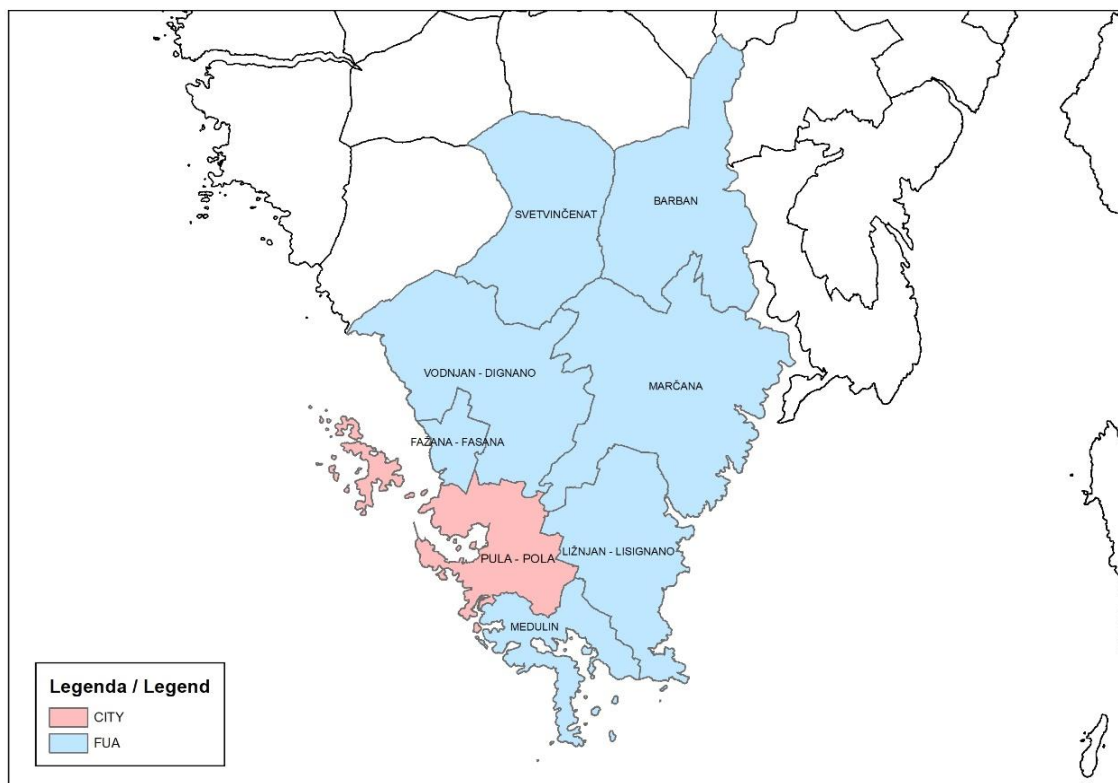 SVETVINČENAT
BARBAN
VODNJAN - DIGNANO
MARČANA
FAŽANA - FASANA
PULA - POLA
LIŽNJAN - LISIGNANO
MEDULIN
Legenda / Legend
CITY
FUA